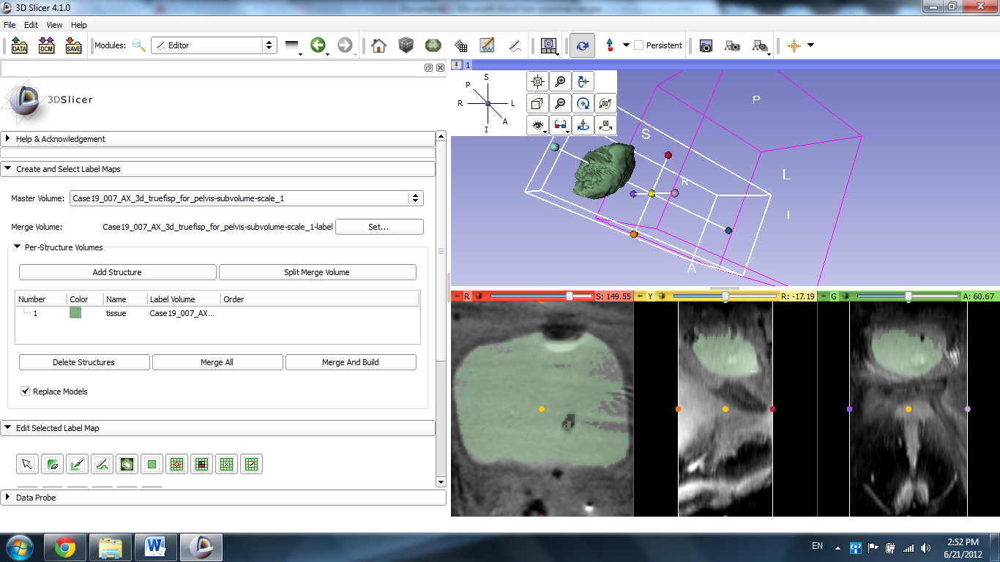 3D Slicer 4.1.0
File Edit View Help
DATA DCM SAVE Modules: Editor Persistent
1
3DSlicer
Help & Acknowledgement
Create and Select Label Maps
Master Volume: Case19_007_AX_3d_truefisp_for_pelvis-subvolume-scale_1
Merge Volume: Case19_007_AX_3d_truefisp_for_pelvis-subvolume-scale_1-label Set...
Per-Structure Volumes
Add Structure Split Merge Volume
Number Color Name Label Volume Order
1 tissue Case19_007_AX...
Delete Structures Merge All Merge And Build
Replace Models
Edit Selected Label Map
Data Probe
S
P
R L
A
I
P
S
L
R
I
A
R S: 149.55 Y R: -17.19 G A: 60.67
W
EN 2:52 PM
6/21/2012